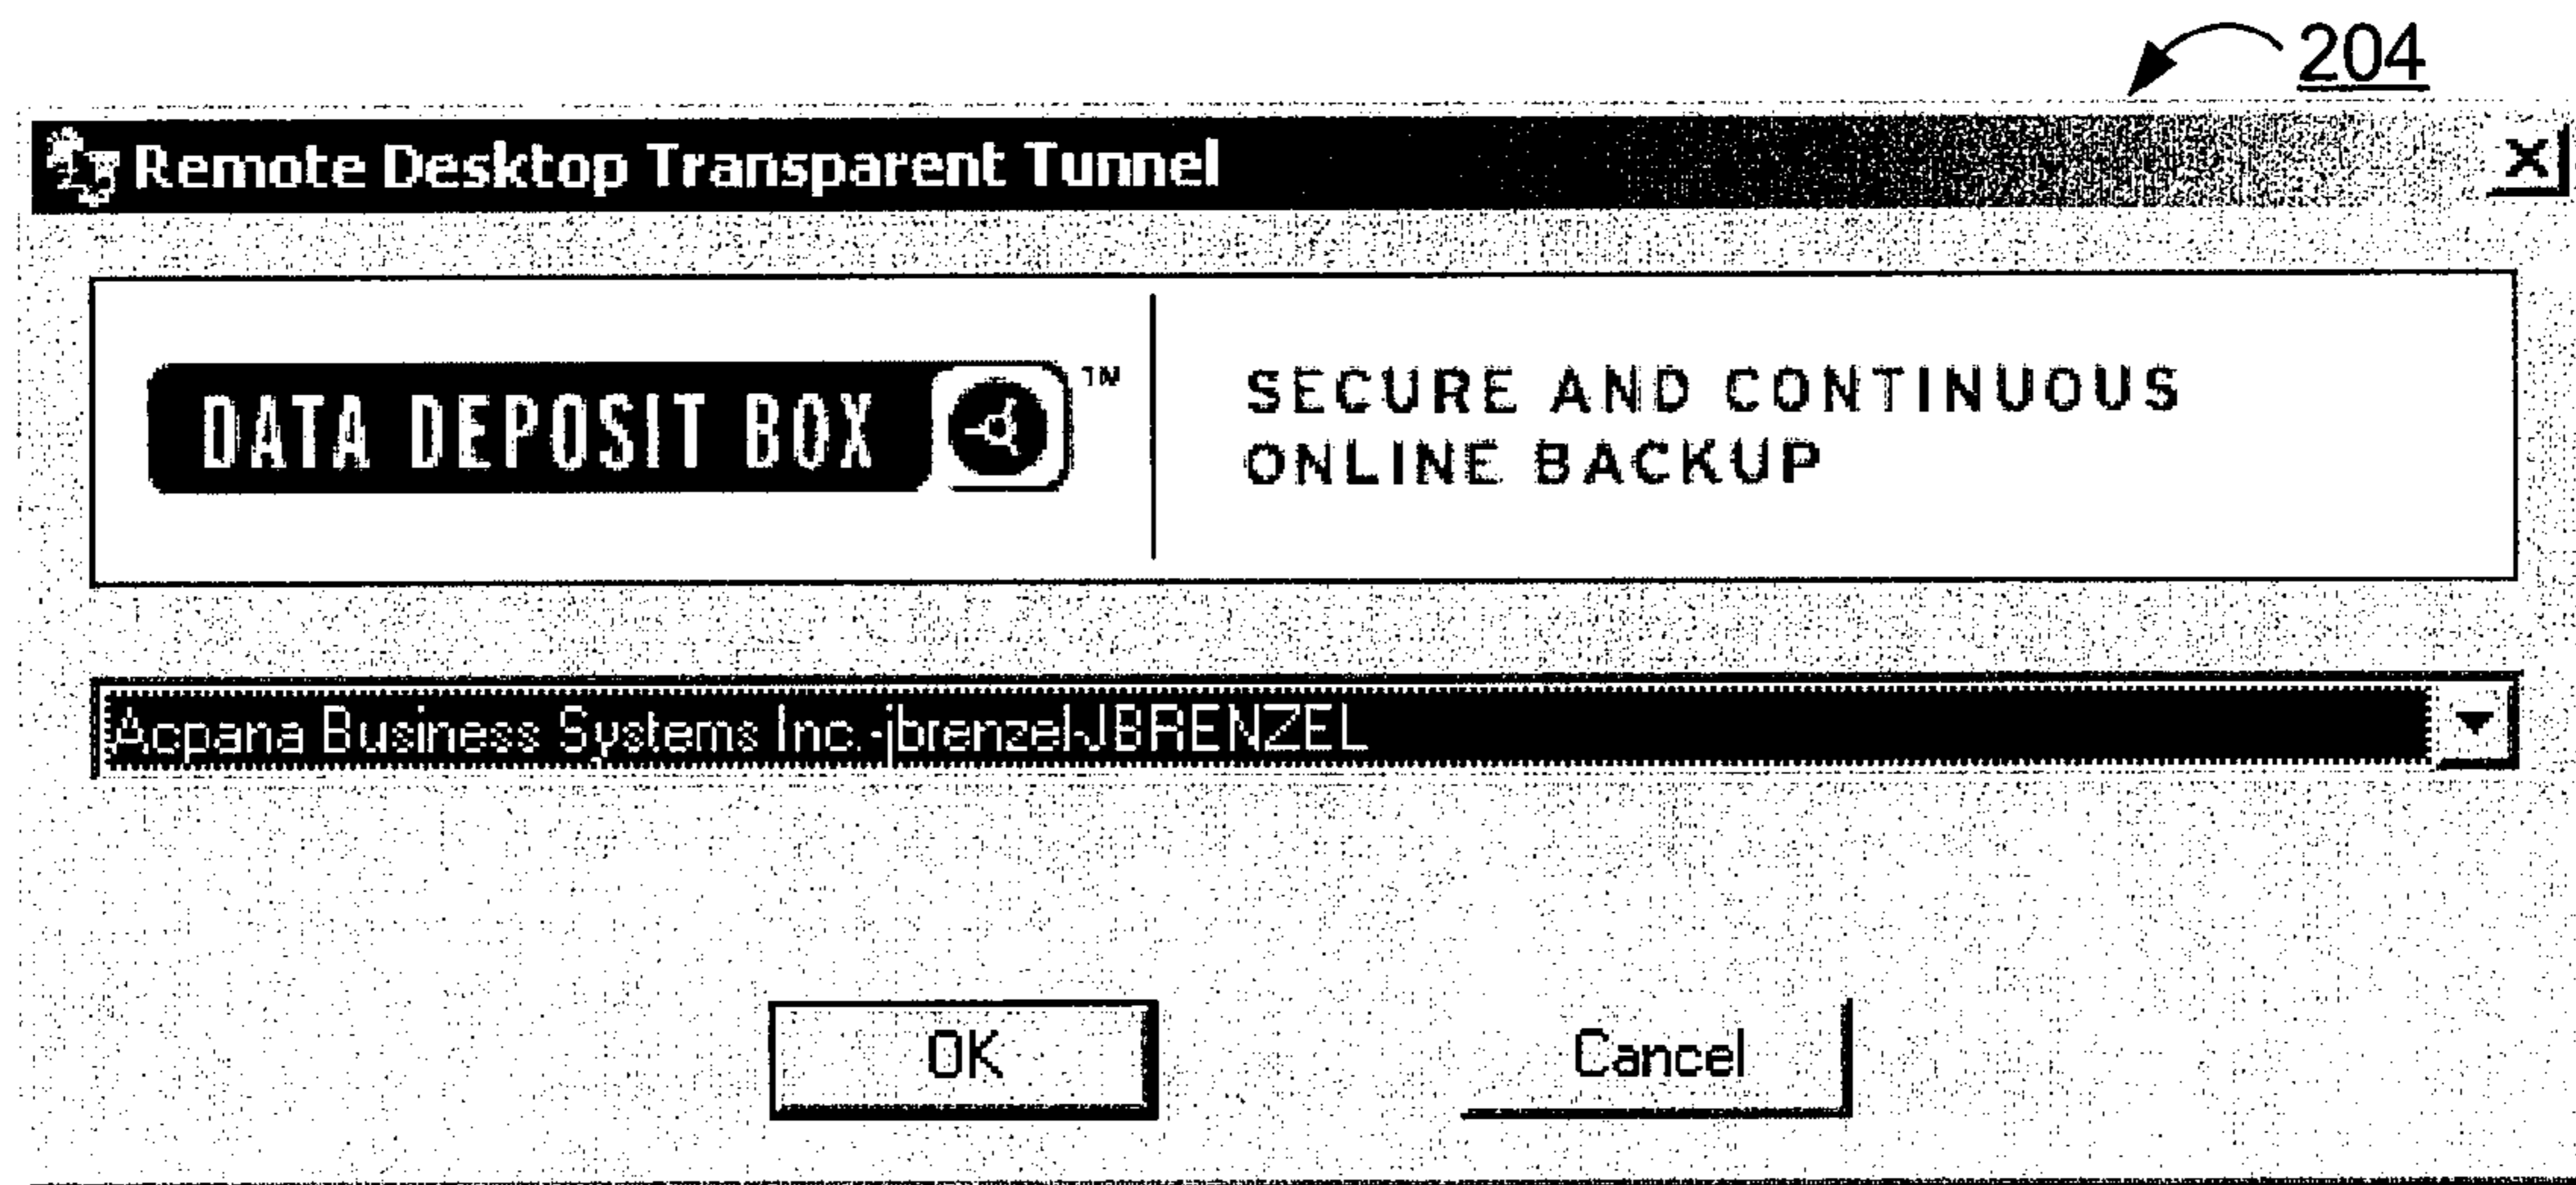 204
Remote Desktop Transparent Tunnel
DATA DEPOSIT BOX ™
SECURE AND CONTINUOUS
ONLINE BACKUP
Acpana Business Systems Inc.-jbrenzel-JBRENZEL
OK Cancel